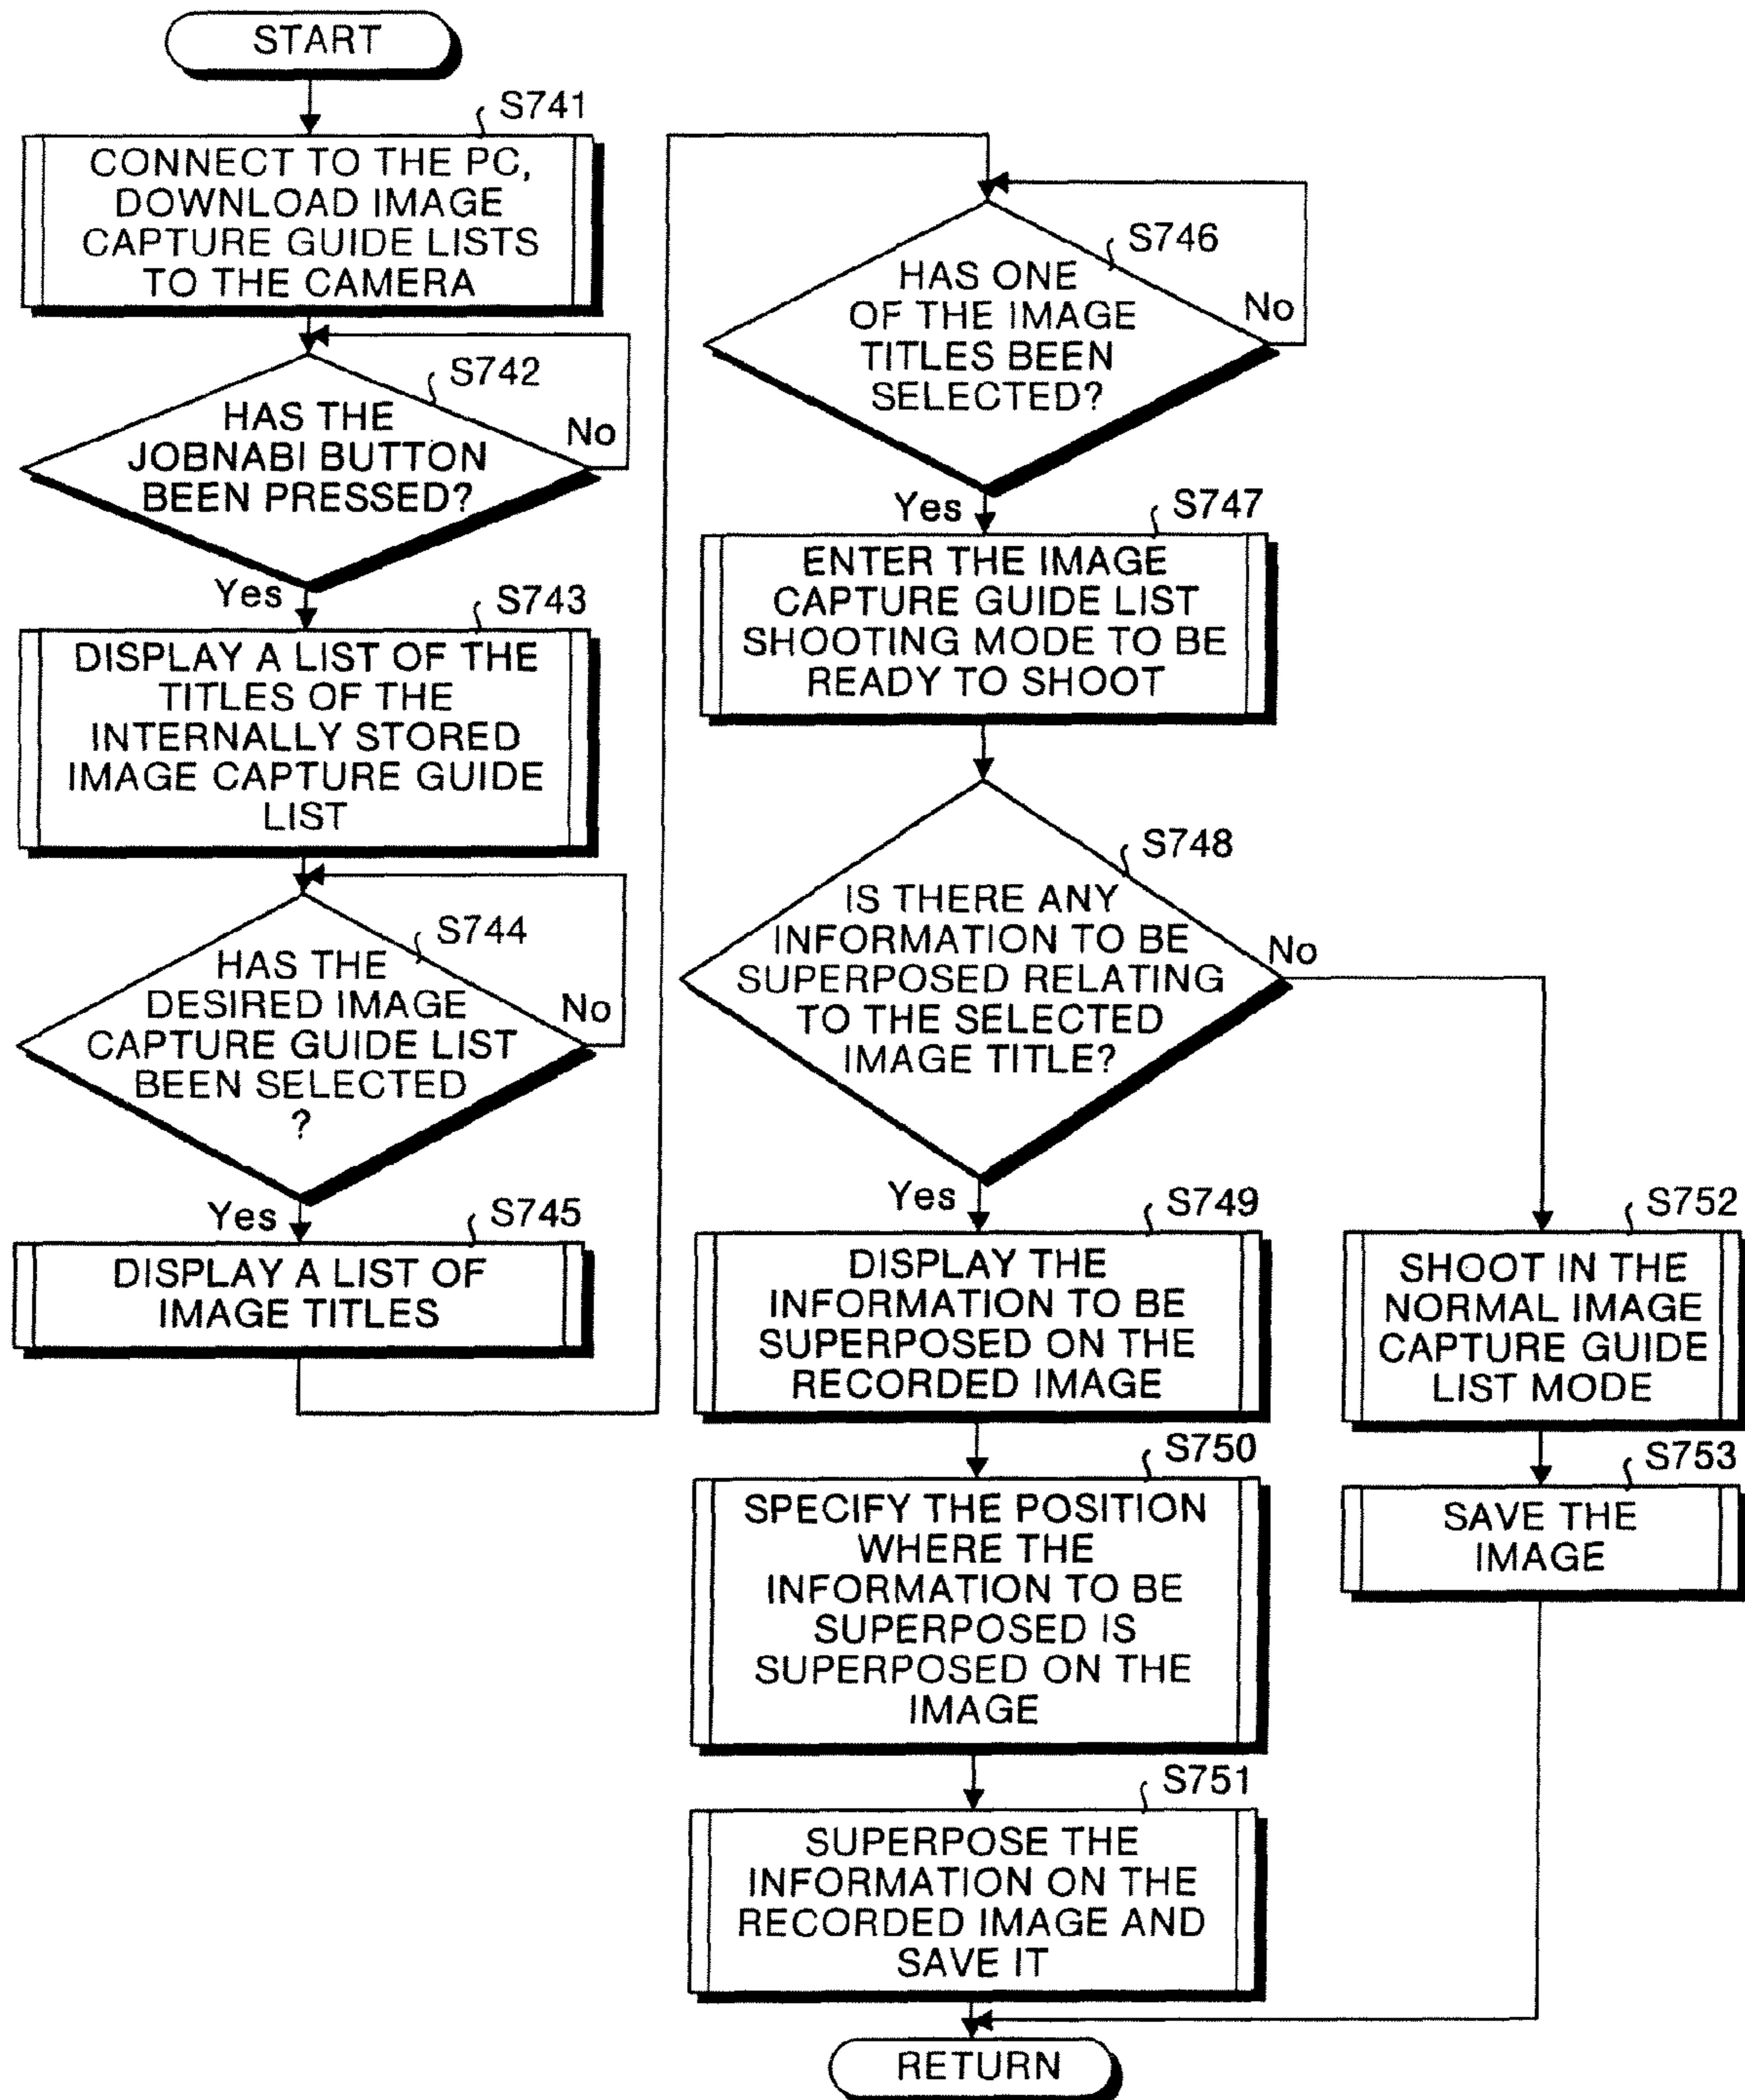 START
S741
CONNECT TO THE PC,
DOWNLOAD IMAGE
CAPTURE GUIDE LISTS
TO THE CAMERA
S742
HAS THE
JOBNABI BUTTON
BEEN PRESSED?
No
Yes
S743
DISPLAY A LIST OF THE
TITLES OF THE
INTERNALLY STORED
IMAGE CAPTURE GUIDE
LIST
S744
HAS THE
DESIRED IMAGE
CAPTURE GUIDE LIST
BEEN SELECTED
?
No
Yes
S745
DISPLAY A LIST OF
IMAGE TITLES
S746
HAS ONE
OF THE IMAGE
TITLES BEEN
SELECTED?
No
Yes
S747
ENTER THE IMAGE
CAPTURE GUIDE LIST
SHOOTING MODE TO BE
READY TO SHOOT
S748
IS THERE ANY
INFORMATION TO BE
SUPERPOSED RELATING
TO THE SELECTED
IMAGE TITLE?
No
Yes
S749
DISPLAY THE
INFORMATION TO BE
SUPERPOSED ON THE
RECORDED IMAGE
S750
SPECIFY THE POSITION
WHERE THE
INFORMATION TO BE
SUPERPOSED IS
SUPERPOSED ON THE
IMAGE
S751
SUPERPOSE THE
INFORMATION ON THE
RECORDED IMAGE AND
SAVE IT
S752
SHOOT IN THE
NORMAL IMAGE
CAPTURE GUIDE
LIST MODE
S753
SAVE THE
IMAGE
RETURN